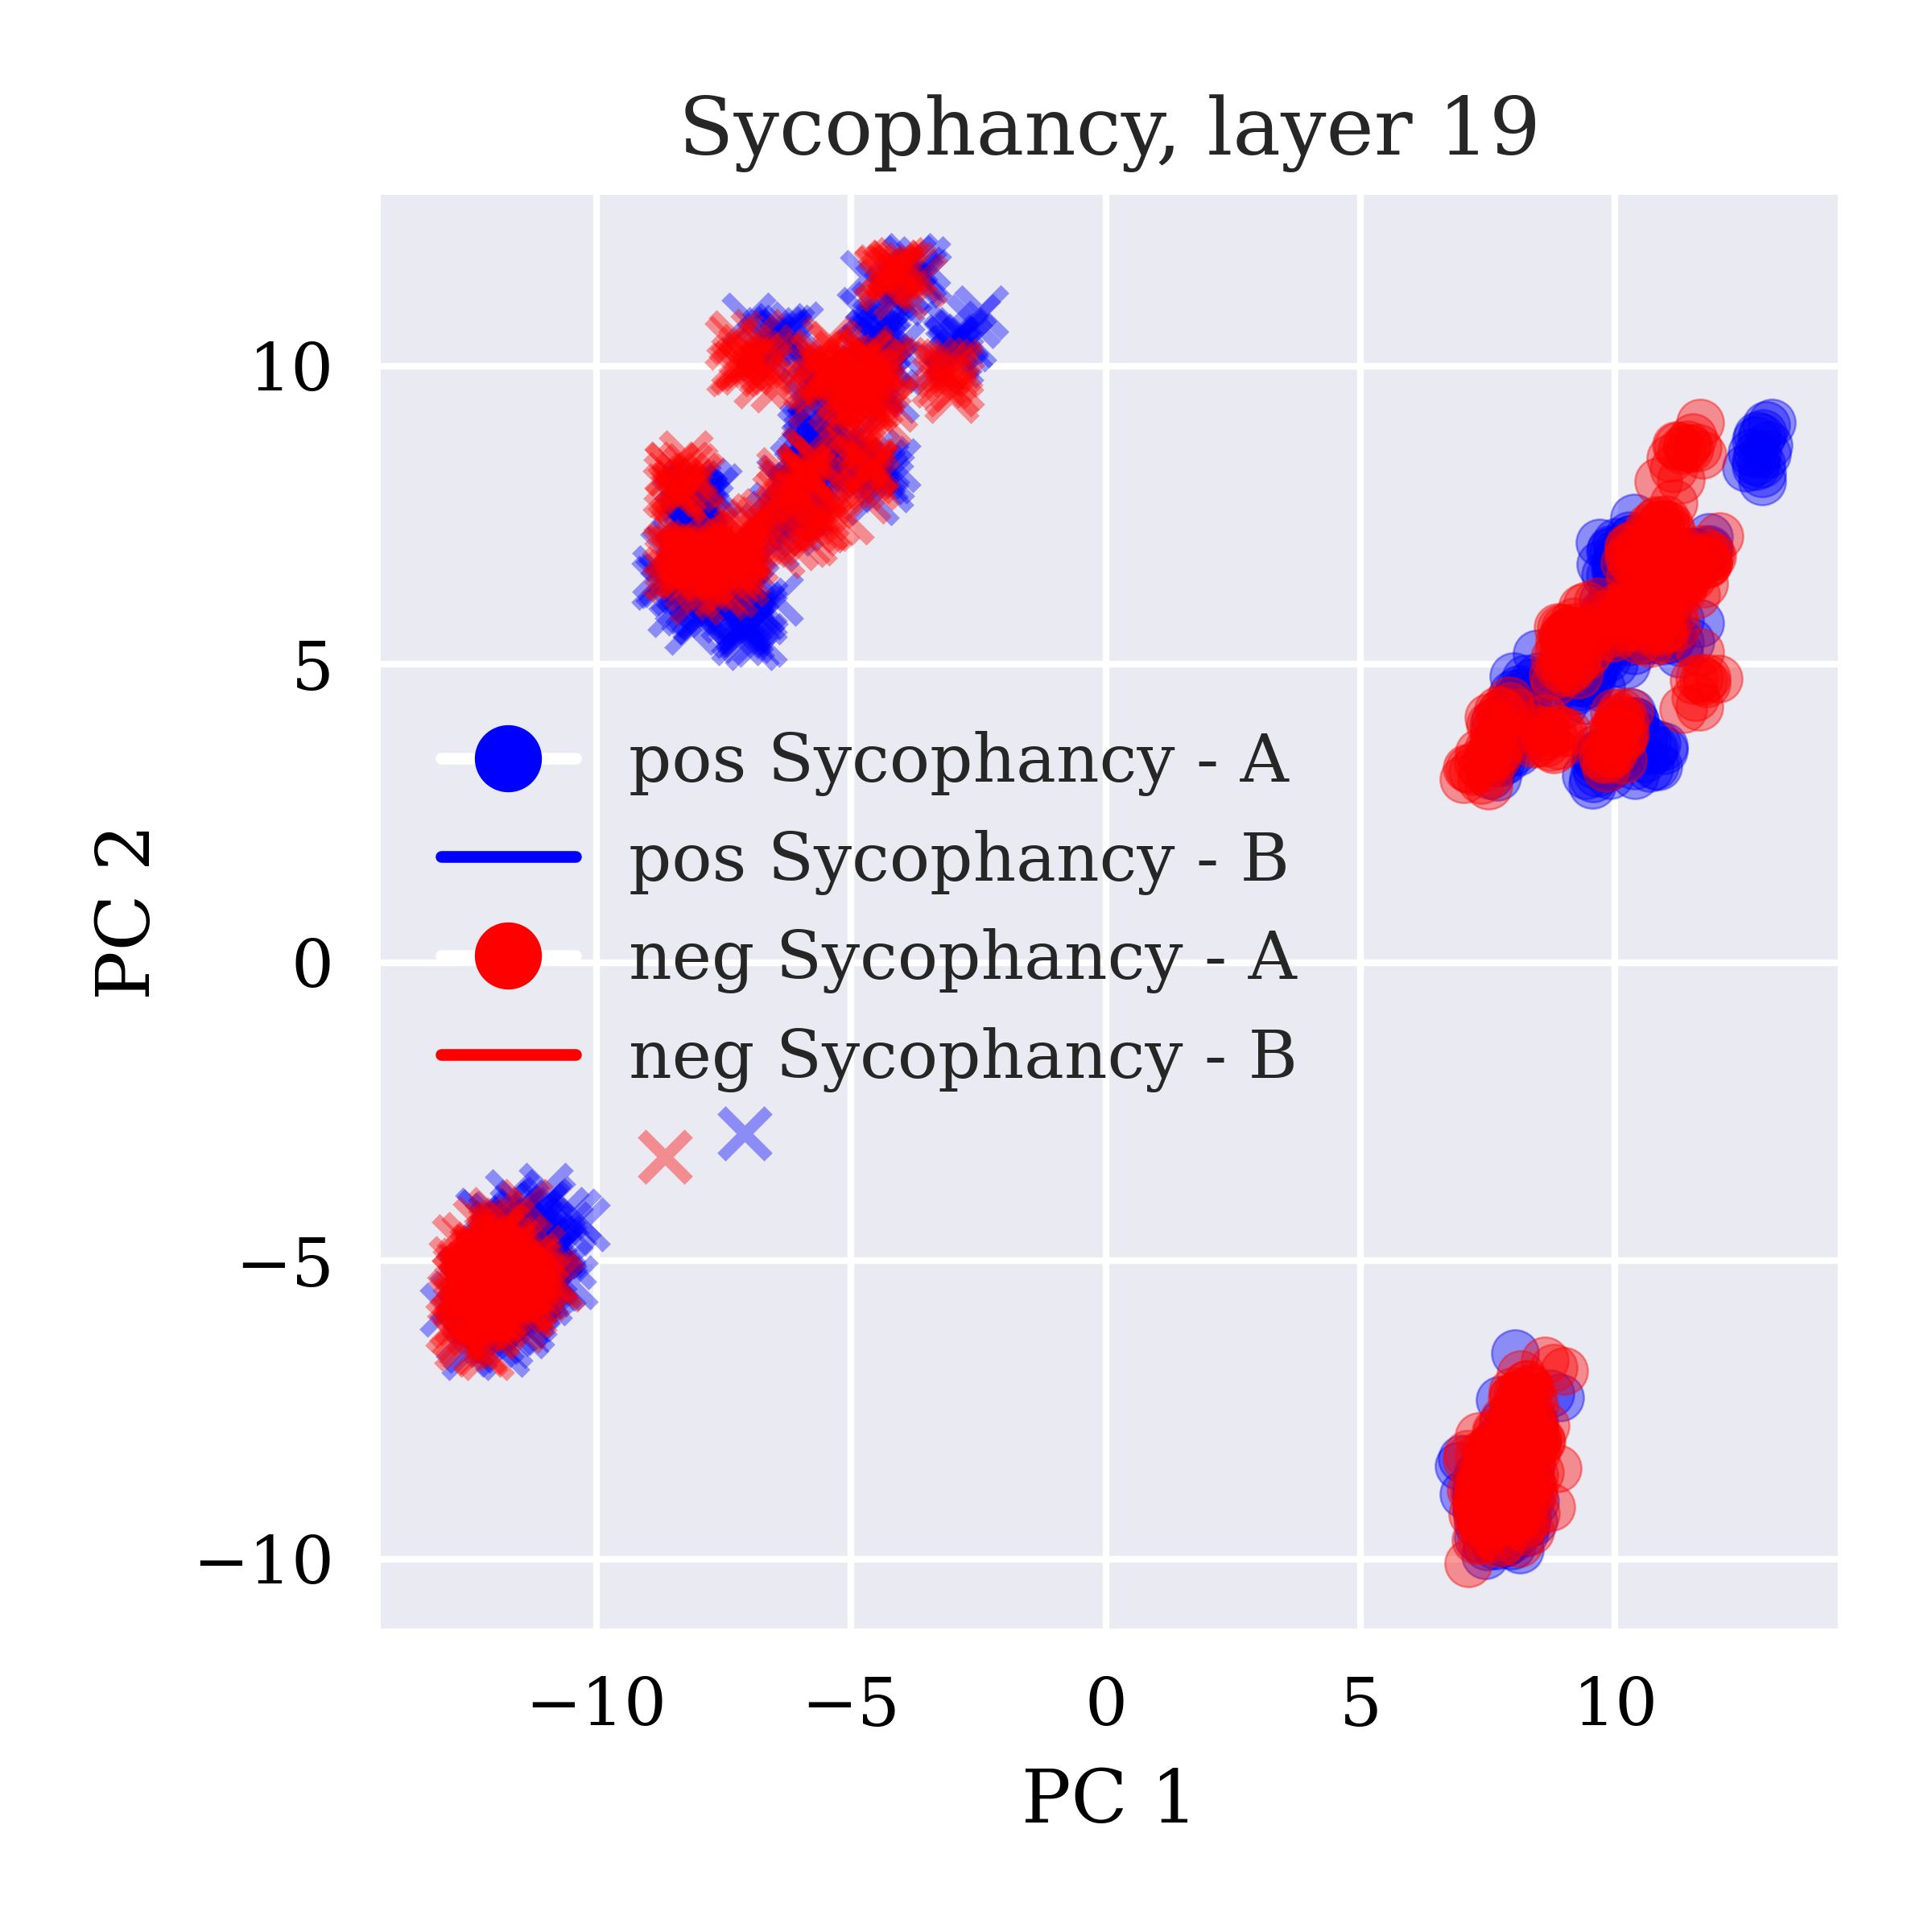 Sycophancy, layer 19
PC 2
10
5
0
−5
−10
pos Sycophancy - A
pos Sycophancy - B
neg Sycophancy - A
neg Sycophancy - B
−10 −5 0 5 10
PC 1